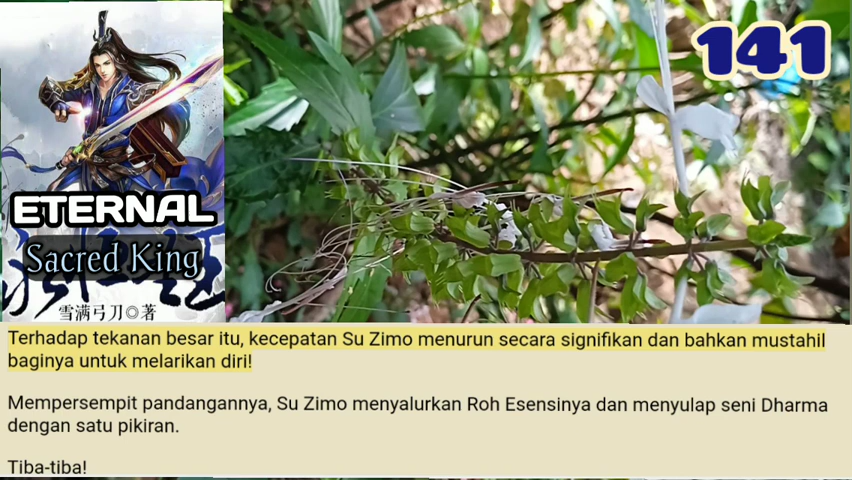 141
ETERNAL
Sacred King
雪满弓刀◎著
Terhadap tekanan besar itu, kecepatan Su Zimo menurun secara signifikan dan bahkan mustahil
baginya untuk melarikan diri!
Mempersempit pandangannya, Su Zimo menyalurkan Roh Esensinya dan menyulap seni Dharma
dengan satu pikiran.
Tiba-tiba!